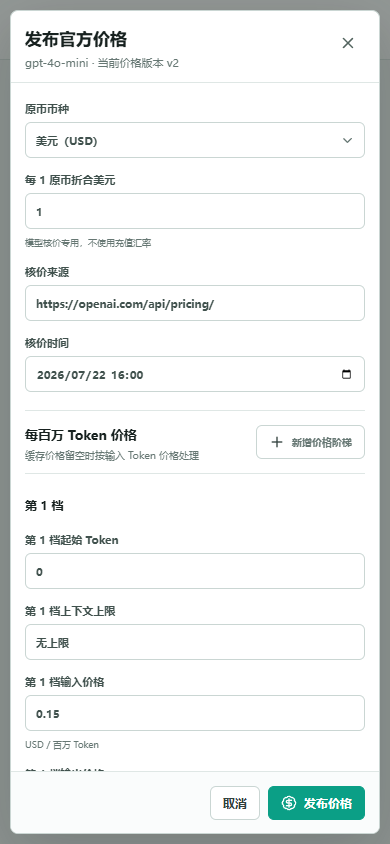 发布官方价格
gpt-4o-mini · 当前价格版本 v2
原币币种
美元（USD）
每 1 原币折合美元
1
模型核价专用，不使用充值汇率
核价来源
https://openai.com/api/pricing/
核价时间
2026/07/22 16:00
每百万 Token 价格
新增价格阶梯
缓存价格留空时按输入 Token 价格处理
第 1 档
第 1 档起始 Token
0
第 1 档上下文上限
无上限
第 1 档输入价格
0.15
USD / 百万 Token
取消
发布价格